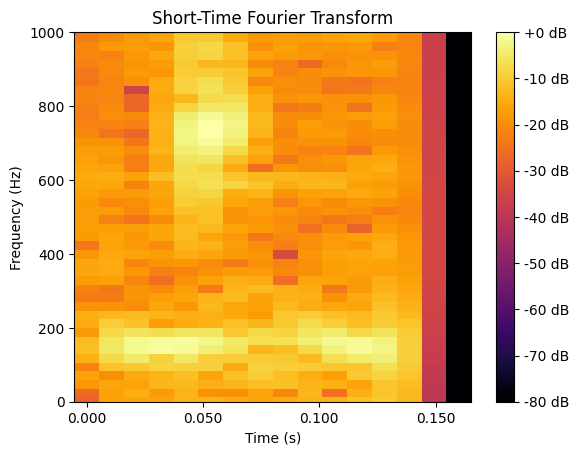 Short-Time Fourier Transform
1000
800
600
400
200
0
Frequency (Hz)
0.000
0.050
0.100
0.150
Time (s)
+0 dB
-10 dB
-20 dB
-30 dB
-40 dB
-50 dB
-60 dB
-70 dB
-80 dB